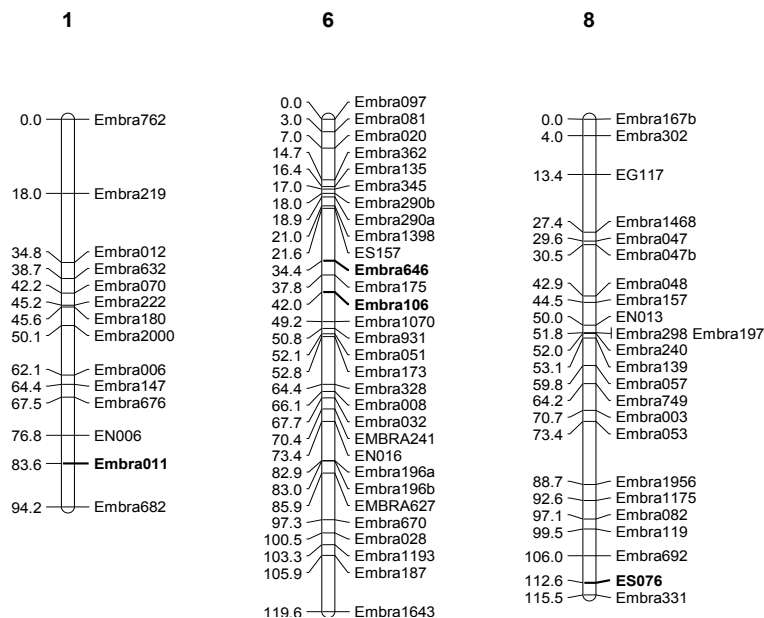 1
0.0 Embra762
18.0 Embra219
34.8 Embra012
38.7 Embra632
42.2 Embra070
45.2 Embra222
45.6 Embra180
50.1 Embra2000
62.1 Embra006
64.4 Embra147
67.5 Embra676
76.8 EN006
83.6 Embra011
94.2 Embra682
6
0.0 Embra097
3.0 Embra081
7.0 Embra020
14.7 Embra362
16.4 Embra135
17.0 Embra345
18.0 Embra290b
18.9 Embra290a
21.0 Embra1398
21.6 ES157
34.4 Embra646
37.8 Embra175
42.0 Embra106
49.2 Embra1070
50.8 Embra931
52.1 Embra051
52.8 Embra173
64.4 Embra328
66.1 Embra008
67.7 Embra032
70.4 EMBRA241
73.4 EN016
82.9 Embra196a
83.0 Embra196b
85.9 EMBRA627
97.3 Embra670
100.5 Embra028
103.3 Embra1193
105.9 Embra187
119.6 Embra1643
8
0.0 Embra167b
4.0 Embra302
13.4 EG117
27.4 Embra1468
29.6 Embra047
30.5 Embra047b
42.9 Embra048
44.5 Embra157
50.0 EN013
51.8 Embra298 Embra197
52.0 Embra240
53.1 Embra139
59.8 Embra057
64.2 Embra749
70.7 Embra003
73.4 Embra053
88.7 Embra1956
92.6 Embra1175
97.1 Embra082
99.5 Embra119
106.0 Embra692
112.6 ES076
115.5 Embra331